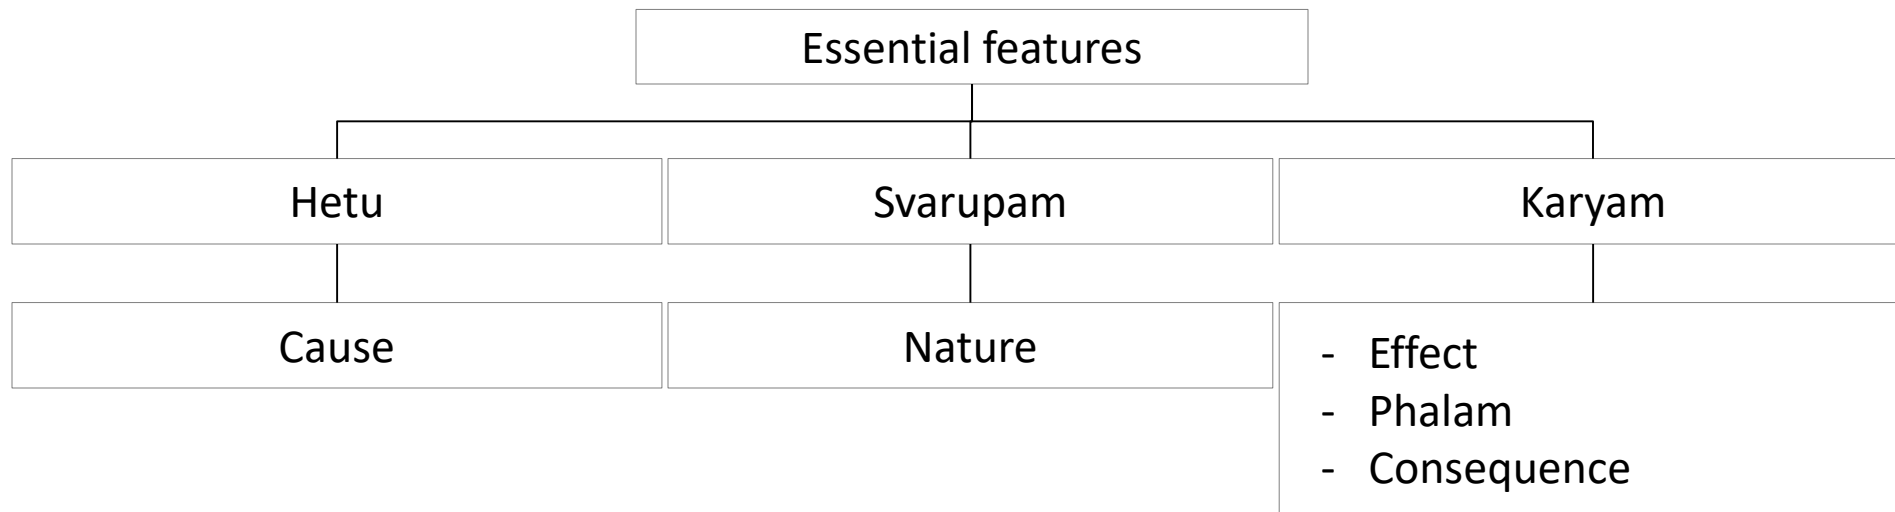 Essential features
Hetu
Svarupam
Karyam
Cause
Nature
- Effect
- Phalam
- Consequence